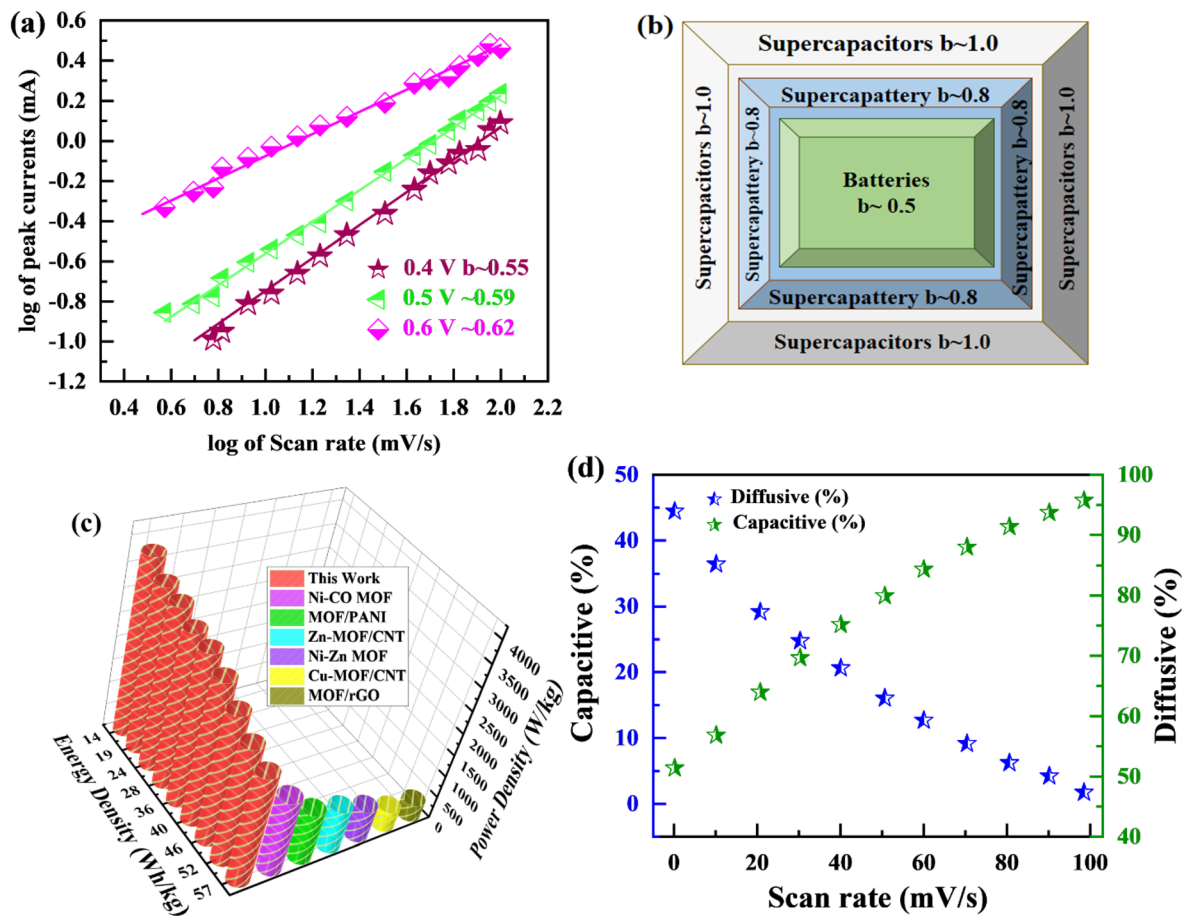 (a)
0.6
0.4
0.2
0.0
-0.2
-0.4
-0.6
-0.8
-1.0
-1.2
log of peak currents (mA)
0.4 V b~0.55
0.5 V ~0.59
0.6 V ~0.62
0.4 0.6 0.8 1.0 1.2 1.4 1.6 1.8 2.0 2.2
log of Scan rate (mV/s)
(b)
Supercapacitors b~1.0
Supercapattery b~0.8
Supercapacitors b~1.0
Supercapattery b~0.8
Batteries
b~ 0.5
Supercapattery b~0.8
Supercapacitors b~1.0
Supercapattery b~0.8
Supercapacitors b~1.0
(c)
This Work
Ni-CO MOF
MOF/PANI
Zn-MOF/CNT
Ni-Zn MOF
Cu-MOF/CNT
MOF/rGO
14
19
24
28
36
40
46
52
57
Energy Density (Wh/kg)
4000
3500
3000
2500
2000
1500
1000
500
0
Power Density (W/kg)
(d)
50
40
30
20
10
0
Capacitive (%)
Diffusive (%)
Capacitive (%)
100
90
80
70
60
50
40
Diffusive (%)
0 20 40 60 80 100
Scan rate (mV/s)